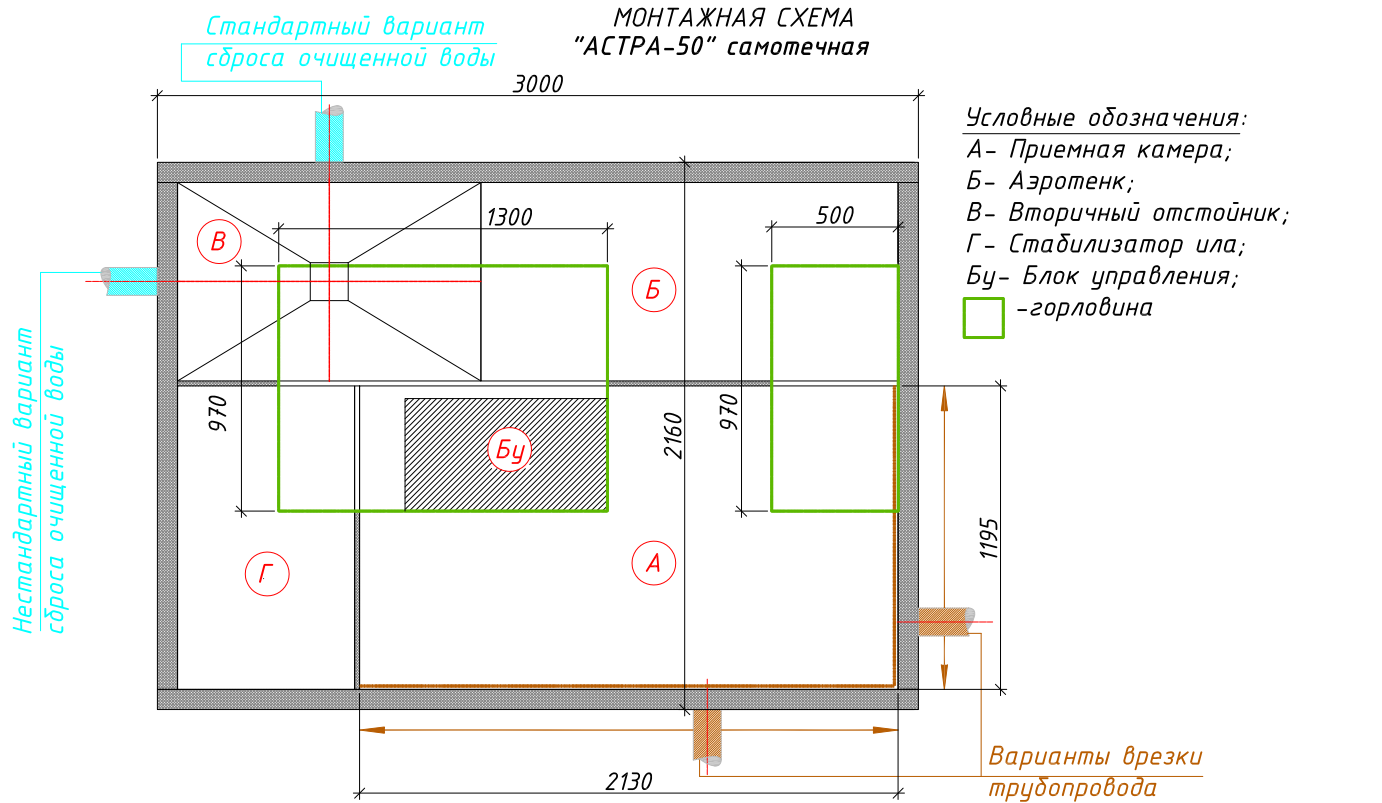 МОНТАЖНАЯ СХЕМА
"АСТРА-50" самотечная
Стандартный вариант
сброса очищенной воды
3000
Условные обозначения:
А- Приемная камера;
Б- Аэротенк;
В- Вторичный отстойник;
Г- Стабилизатор ила;
Бу- Блок управления;
-горловина
1300
500
В
Б
Нестандартный вариант
сброса очищенной воды
970
2160
970
Бу
1195
Г
А
2130
Варианты врезки
трубопровода